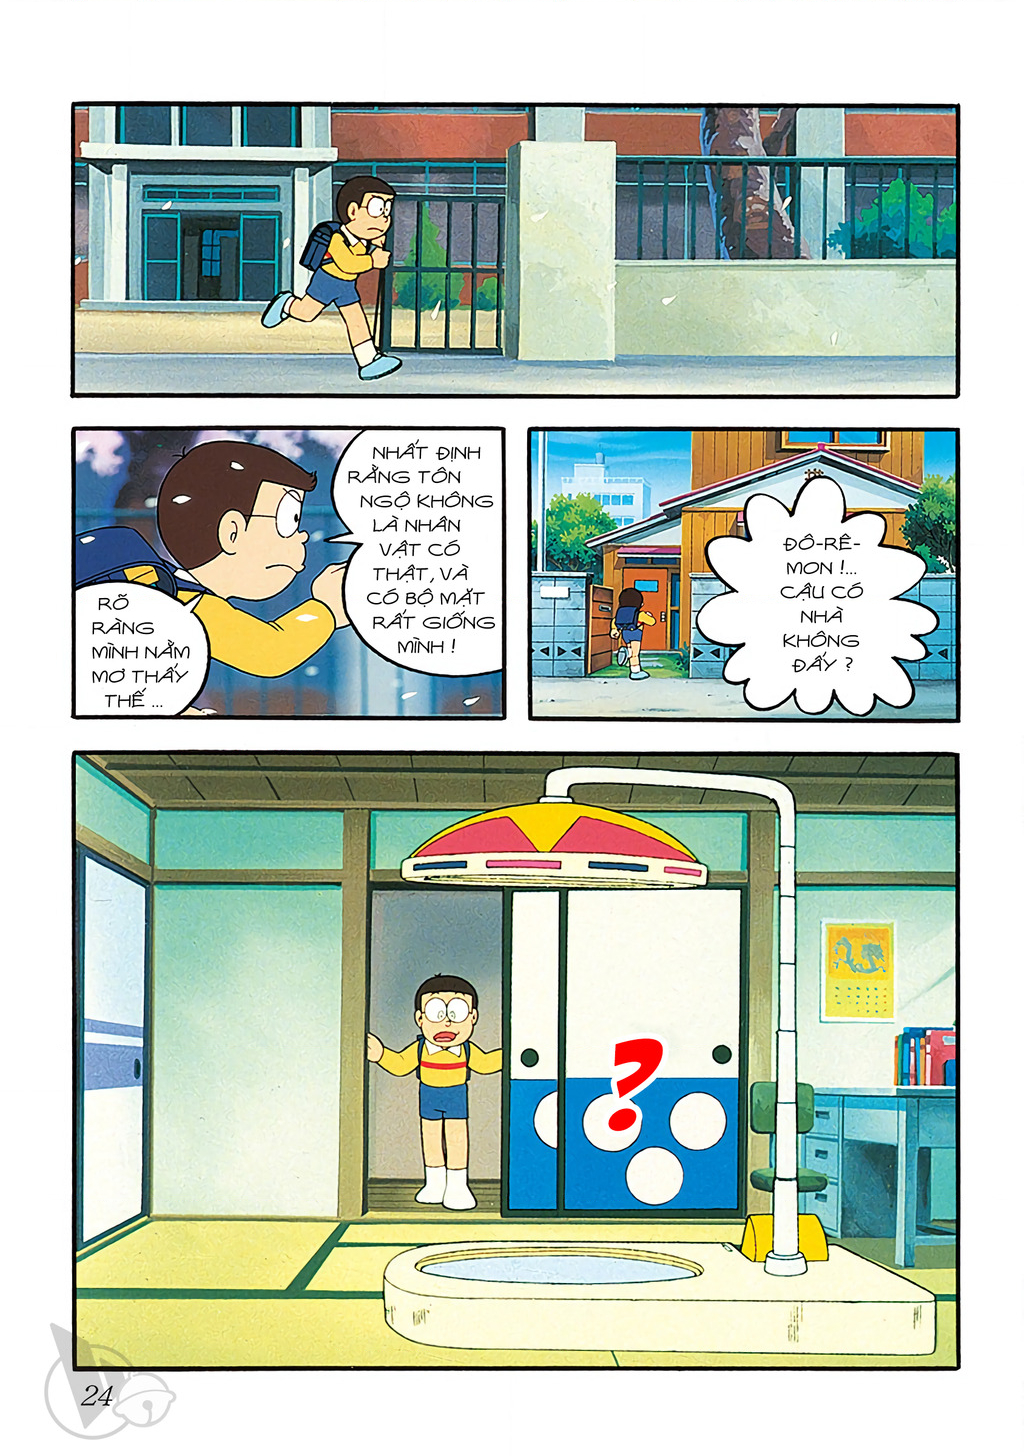 NHẤT ĐỊNH
RẰNG TÔN
NGỘ KHÔNG
LÀ NHÂN
VẬT CÓ
THẬT, VÀ
CÓ BỘ MẶT
RẤT GIỐNG
MÌNH !
RÕ
RÀNG
MÌNH NẰM
MƠ THẤY
THẾ ...
ĐÔ-RÊ-
MON !...
CẬU CÓ
NHÀ
KHÔNG
ĐẤY ?
?
24